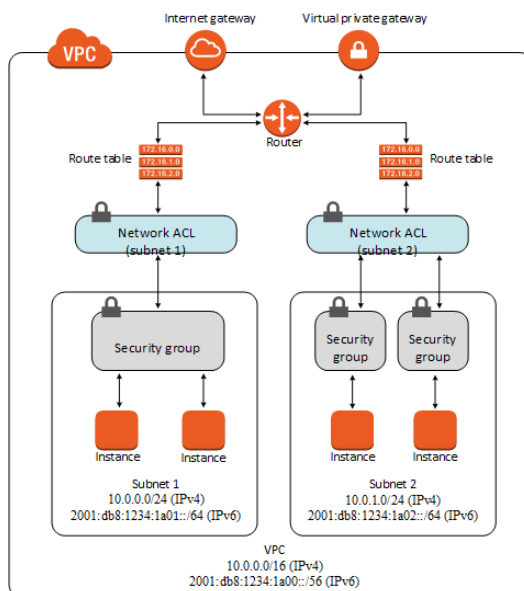 Internet gateway
Virtual private gateway
VPC
Router
172.16.0.0
172.16.1.0
172.16.2.0
Route table
172.16.0.0
172.16.1.0
172.16.2.0
Route table
Network ACL
(subnet 1)
Network ACL
(subnet 2)
Security group
Security
group
Security
group
Instance
Instance
Instance
Instance
Subnet 1
10.0.0.0/24 (IPv4)
2001:db8:1234:1a01::/64 (IPv6)
Subnet 2
10.0.1.0/24 (IPv4)
2001:db8:1234:1a02::/64 (IPv6)
VPC
10.0.0.0/16 (IPv4)
2001:db8:1234:1a00::/56 (IPv6)